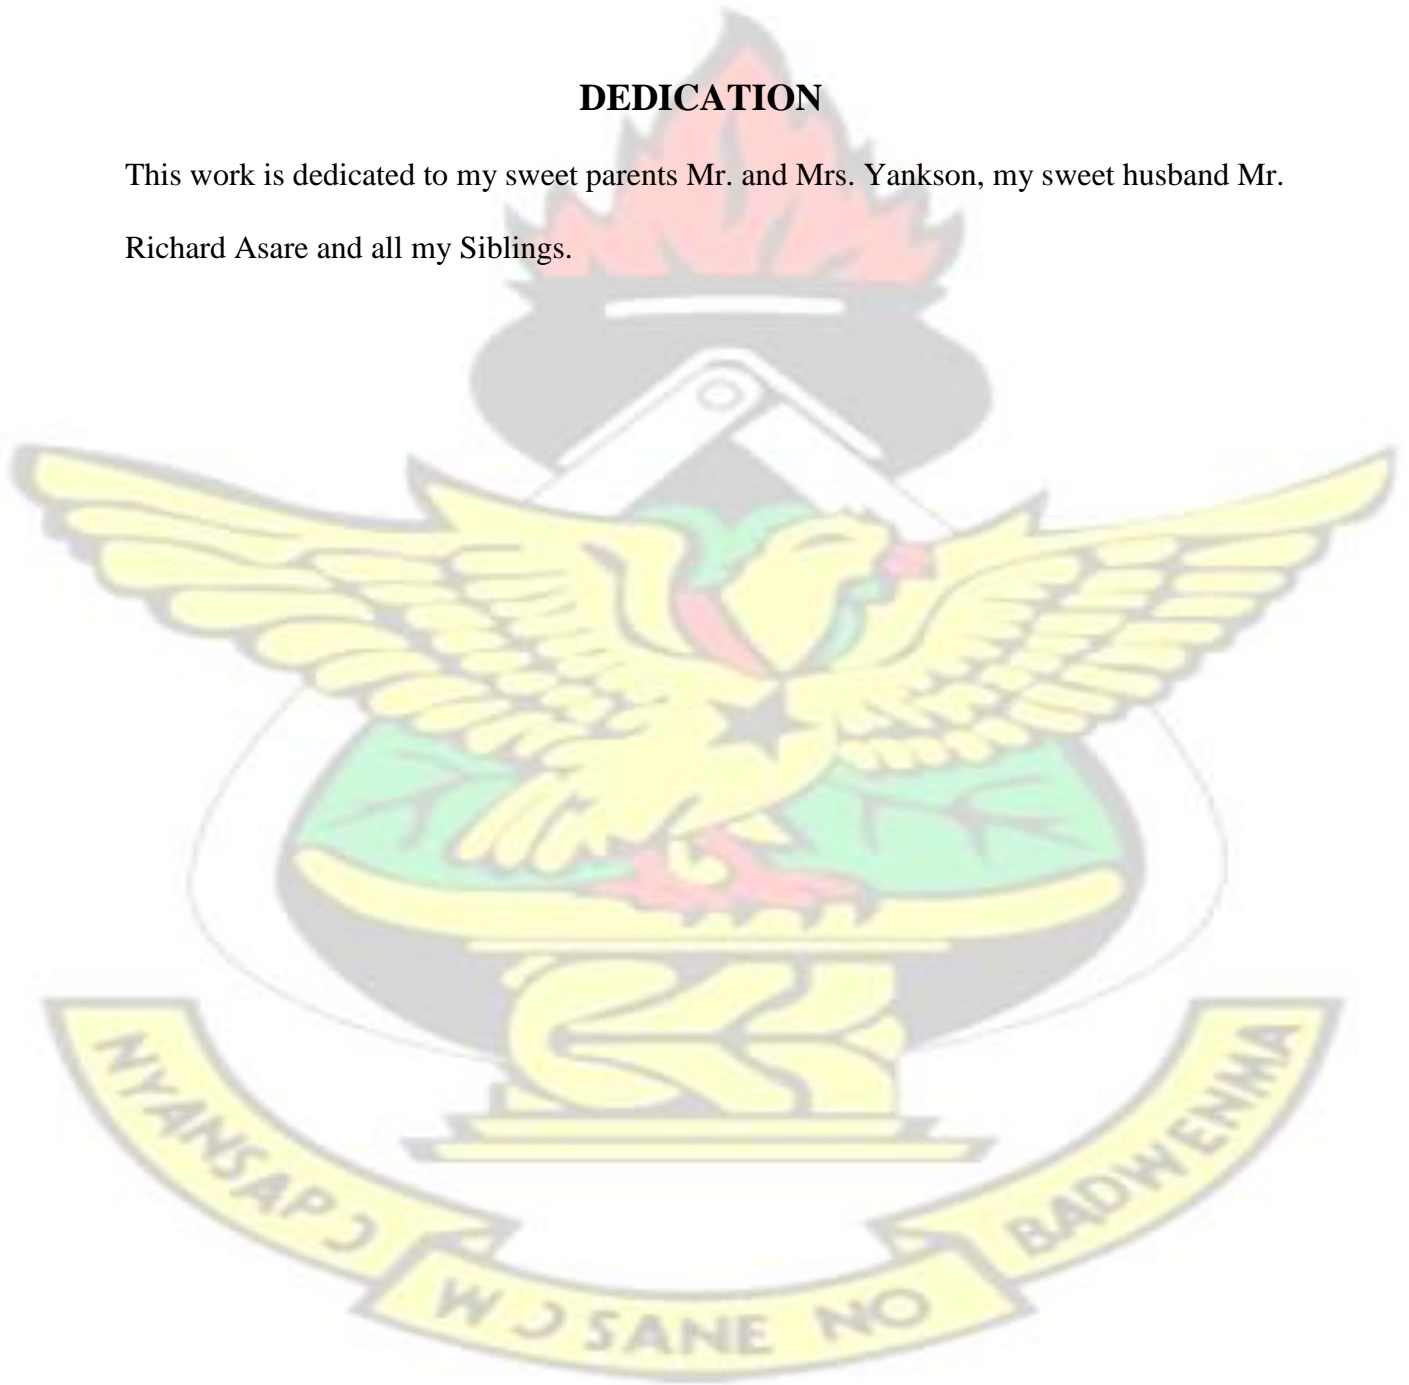 DEDICATION
This work is dedicated to my sweet parents Mr. and Mrs. Yankson, my sweet husband Mr.
Richard Asare and all my Siblings.
NYANSAPƆ
WƆSANE NO
BADWENMA